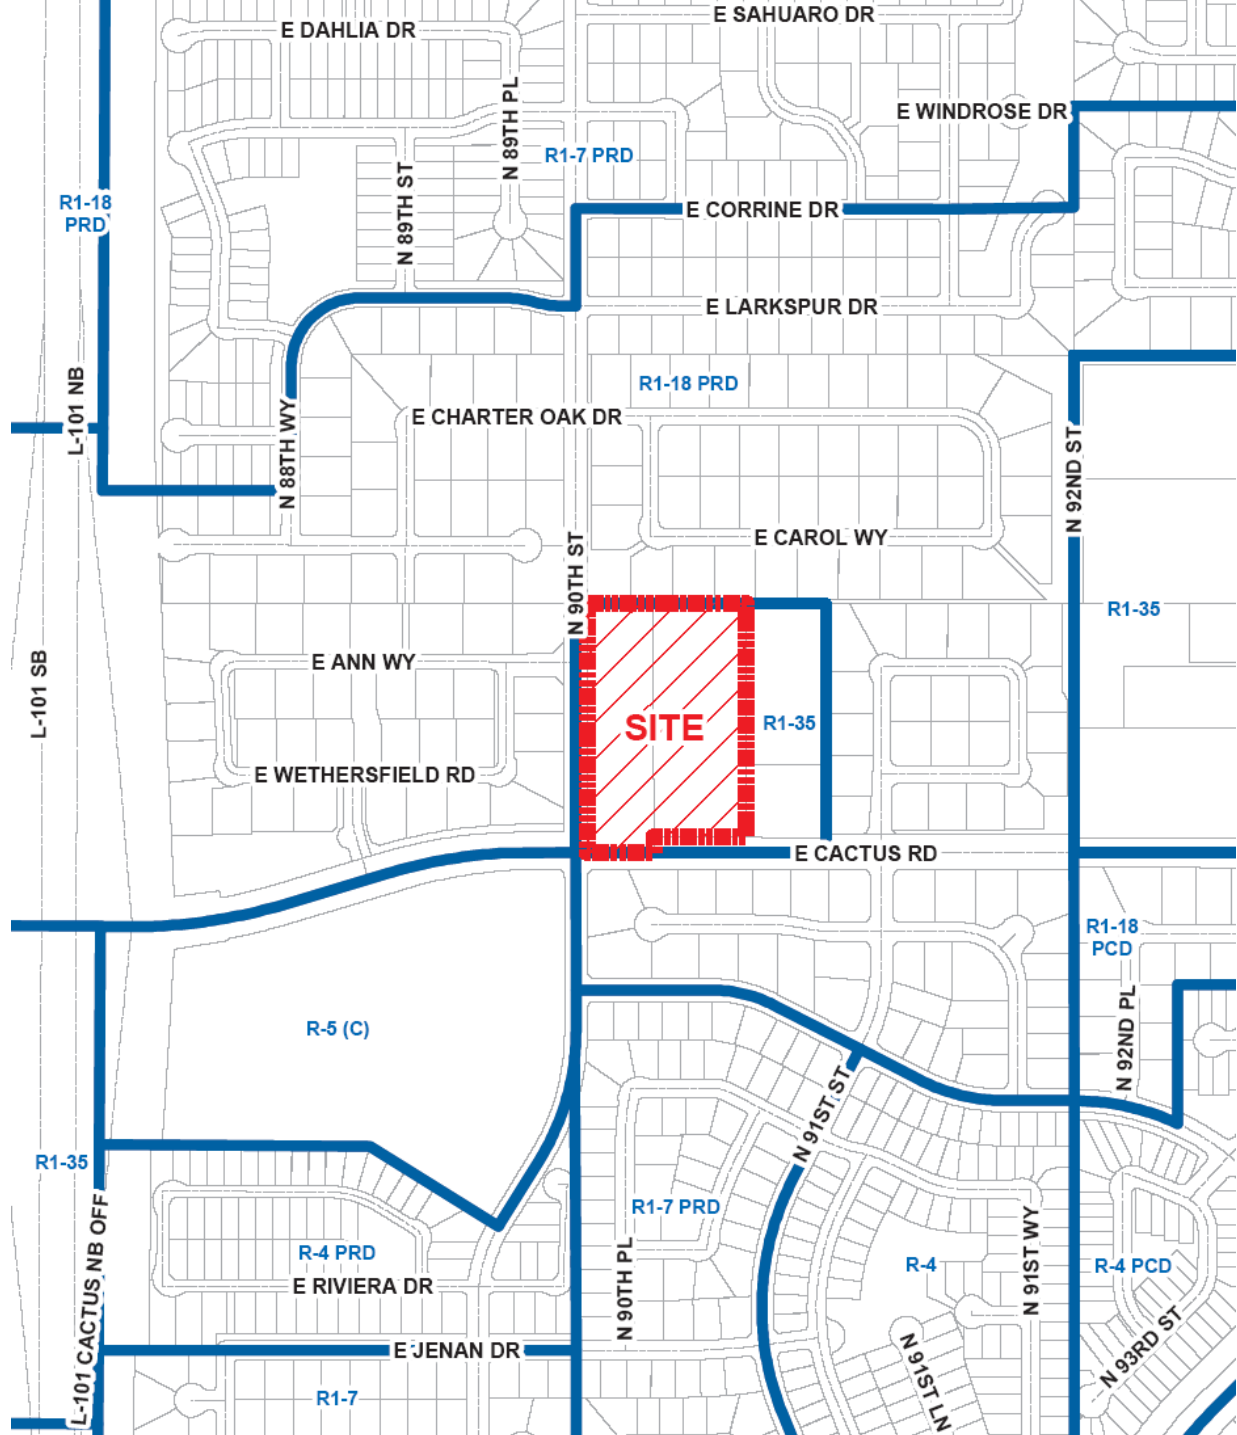 E SAHUARO DR
E DAHLIA DR
N 89TH PL
E WINDROSE DR
R1-7 PRD
N 89TH ST
R1-18
PRD
E CORRINE DR
E LARKSPUR DR
R1-18 PRD
L-101 NB
E CHARTER OAK DR
N 88TH WY
N 92ND ST
E CAROL WY
N 90TH ST
R1-35
E ANN WY
L-101 SB
SITE
R1-35
E WETHERSFIELD RD
E CACTUS RD
R1-18
PCD
R-5 (C)
N 92ND PL
N 91ST ST
R1-35
R1-7 PRD
R-4 PRD
R-4
R-4 PCD
N 91ST WY
E RIVIERA DR
N 90TH PL
L-101 CACTUS NB OFF
E JENAN DR
N 93RD ST
N 91ST LN
R1-7